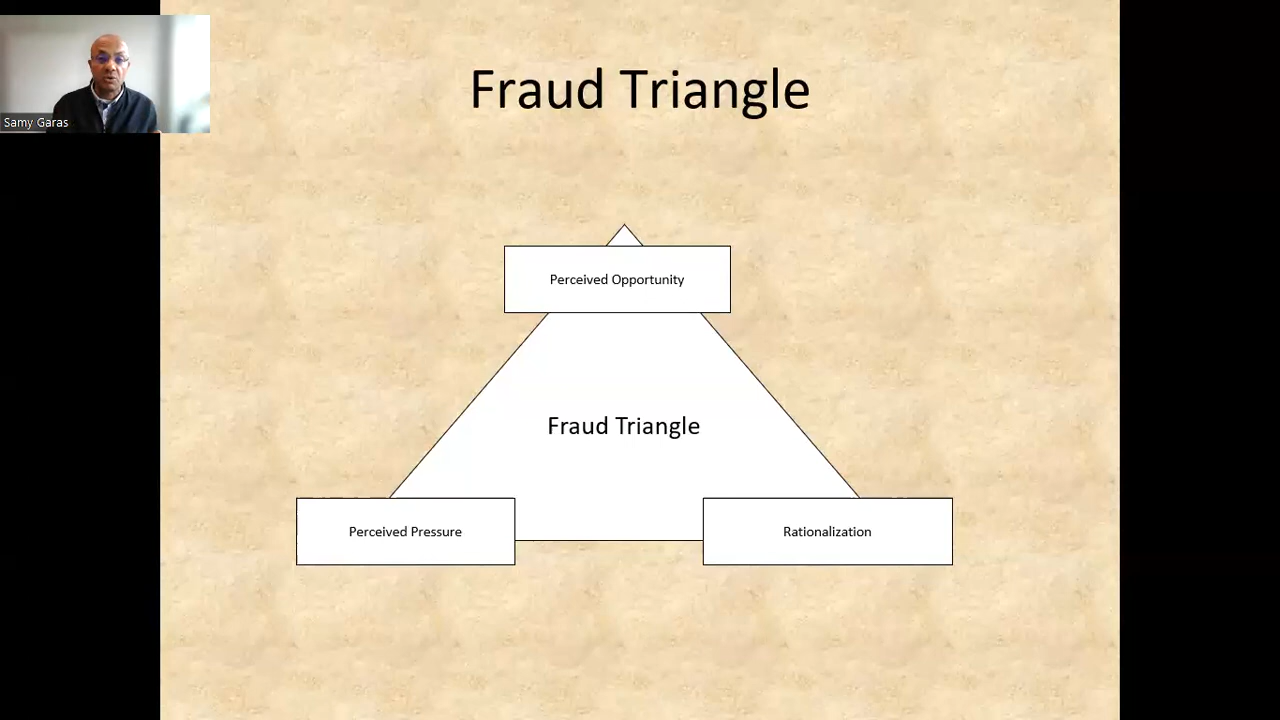 Samy Garas
Fraud Triangle
Perceived Opportunity
Fraud Triangle
Perceived Pressure
Rationalization